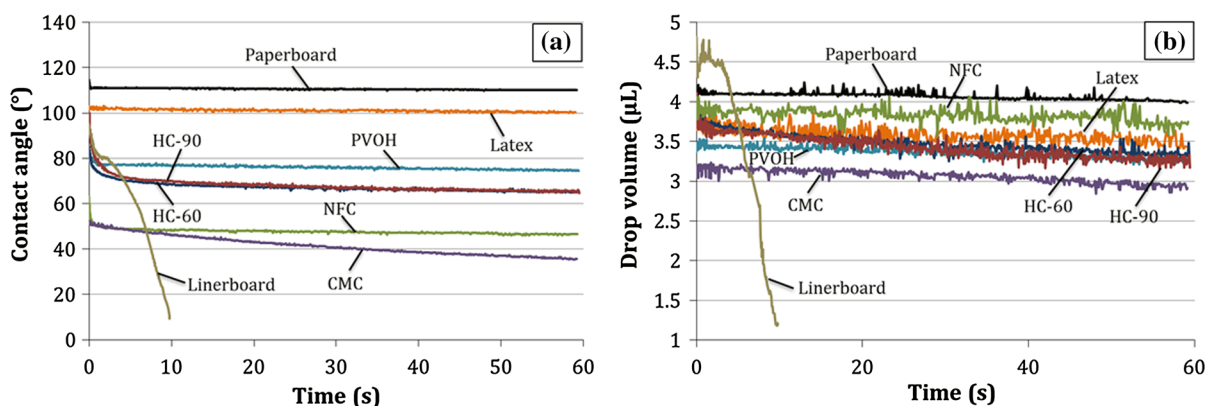 (a)
140
120
100
80
60
40
20
0
Contact angle (°)
Paperboard
Latex
HC-90
PVOH
HC-60
NFC
CMC
Linerboard
0 10 20 30 40 50 60
Time (s)
(b)
5
4.5
4
3.5
3
2.5
2
1.5
1
Drop volume (µL)
Paperboard
NFC
Latex
PVOH
CMC
HC-60
HC-90
Linerboard
0 20 40 60
Time (s)